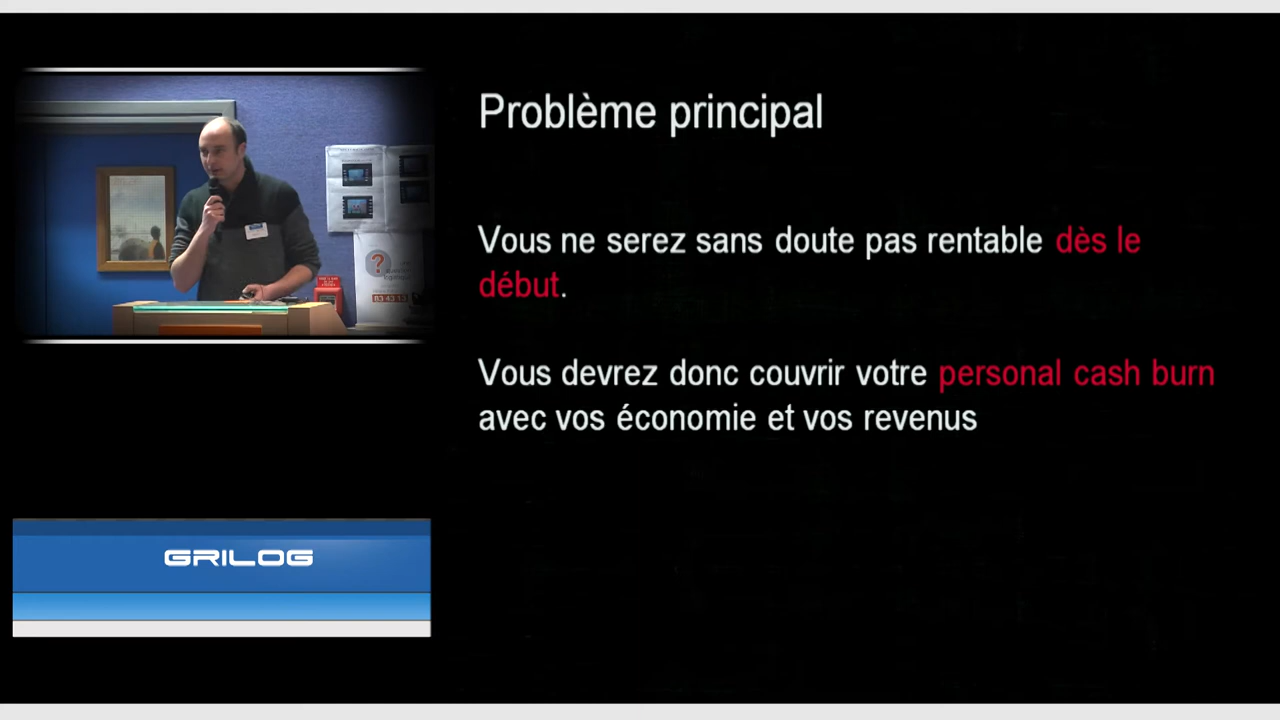 Problème principal
Vous ne serez sans doute pas rentable dès le
début.
Vous devrez donc couvrir votre personal cash burn
avec vos économie et vos revenus
?
GRILOG